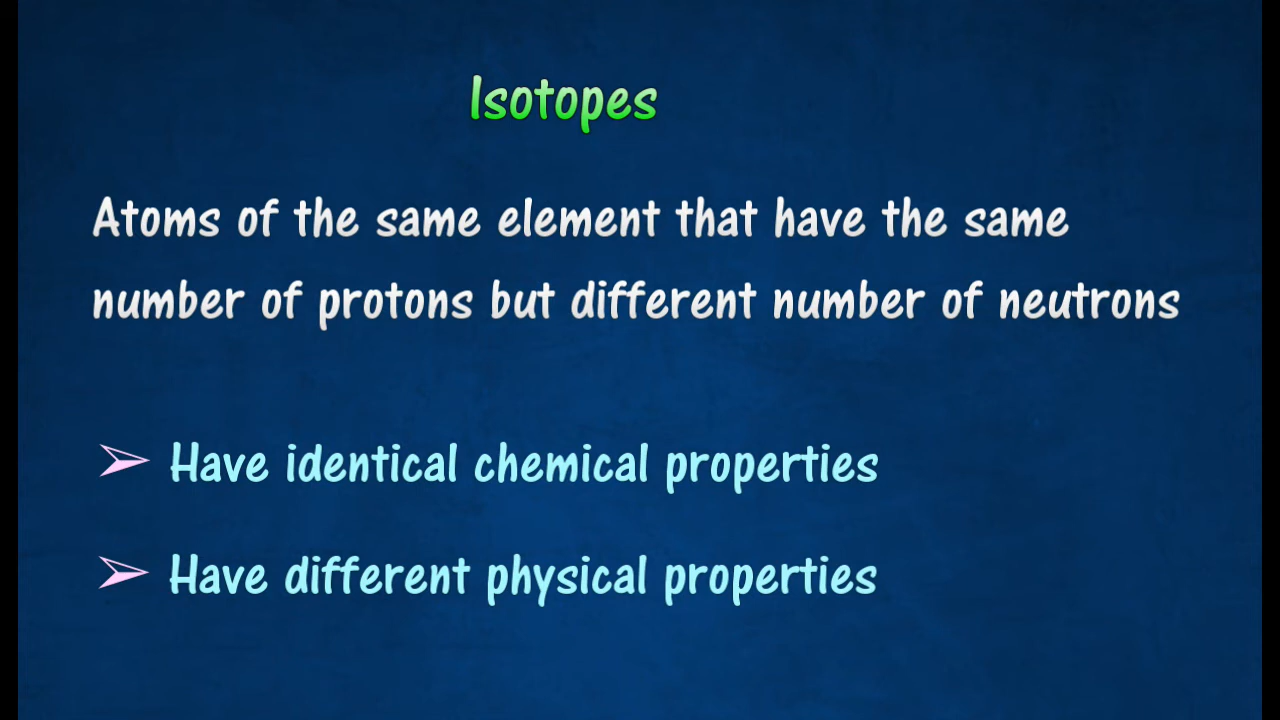 Isotopes
Atoms of the same element that have the same
number of protons but different number of neutrons
➢ Have identical chemical properties
➢ Have different physical properties